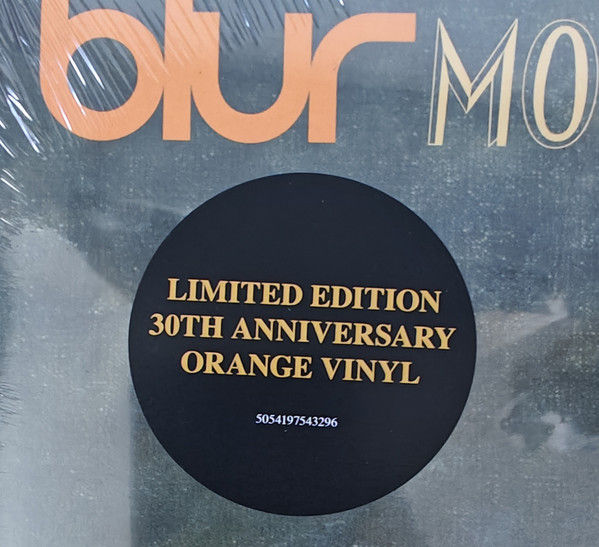 blur MO
LIMITED EDITION
30TH ANNIVERSARY
ORANGE VINYL
5054197543296